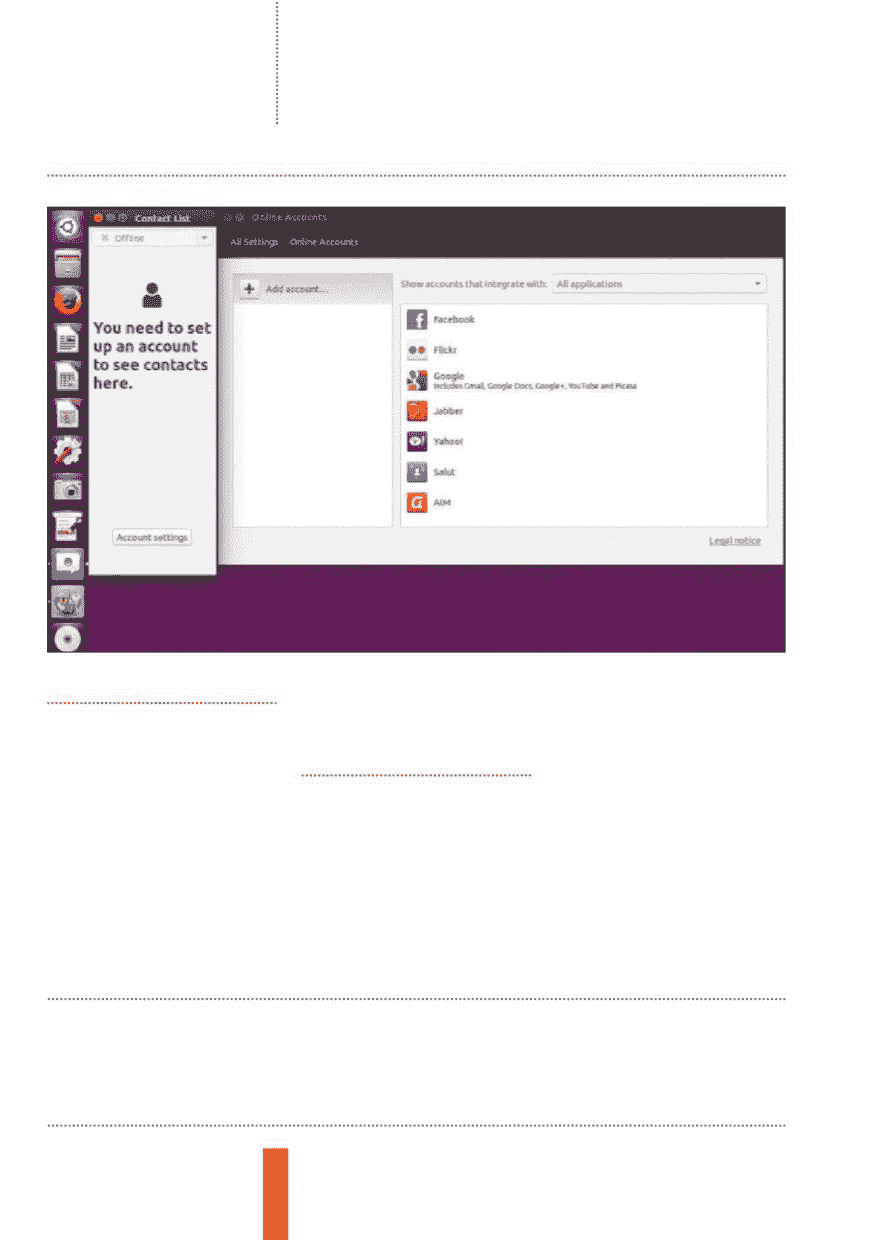 Contact List
Online Accounts
Offline
All Settings Online Accounts
You need to set
up an account
to see contacts
here.
Account settings
Add account...
Show accounts that integrate with: All applications
Facebook
Flickr
Google
Includes Gmail, Google Docs, Google+, YouTube and Picasa
Jabber
Yahoo!
Salut
AIM
Legal notice